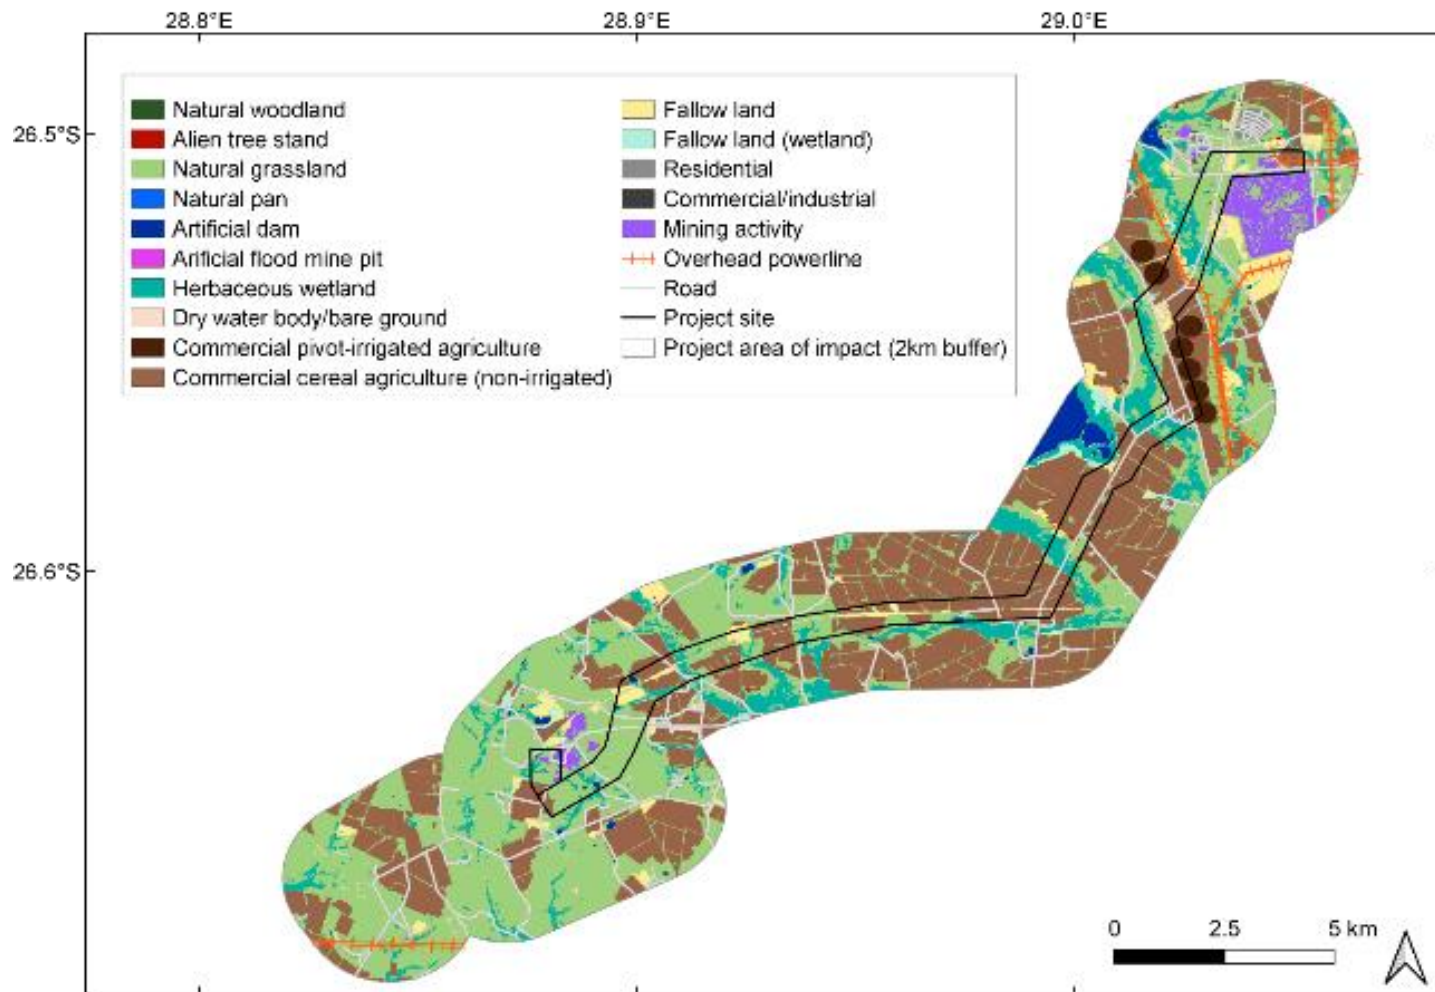 28.8°E 28.9°E 29.0°E
26.5°S
26.6°S
Natural woodland
Alien tree stand
Natural grassland
Natural pan
Artificial dam
Arificial flood mine pit
Herbaceous wetland
Dry water body/bare ground
Commercial pivot-irrigated agriculture
Commercial cereal agriculture (non-irrigated)
Fallow land
Fallow land (wetland)
Residential
Commercial/industrial
Mining activity
Overhead powerline
Road
Project site
Project area of impact (2km buffer)
0 2.5 5 km